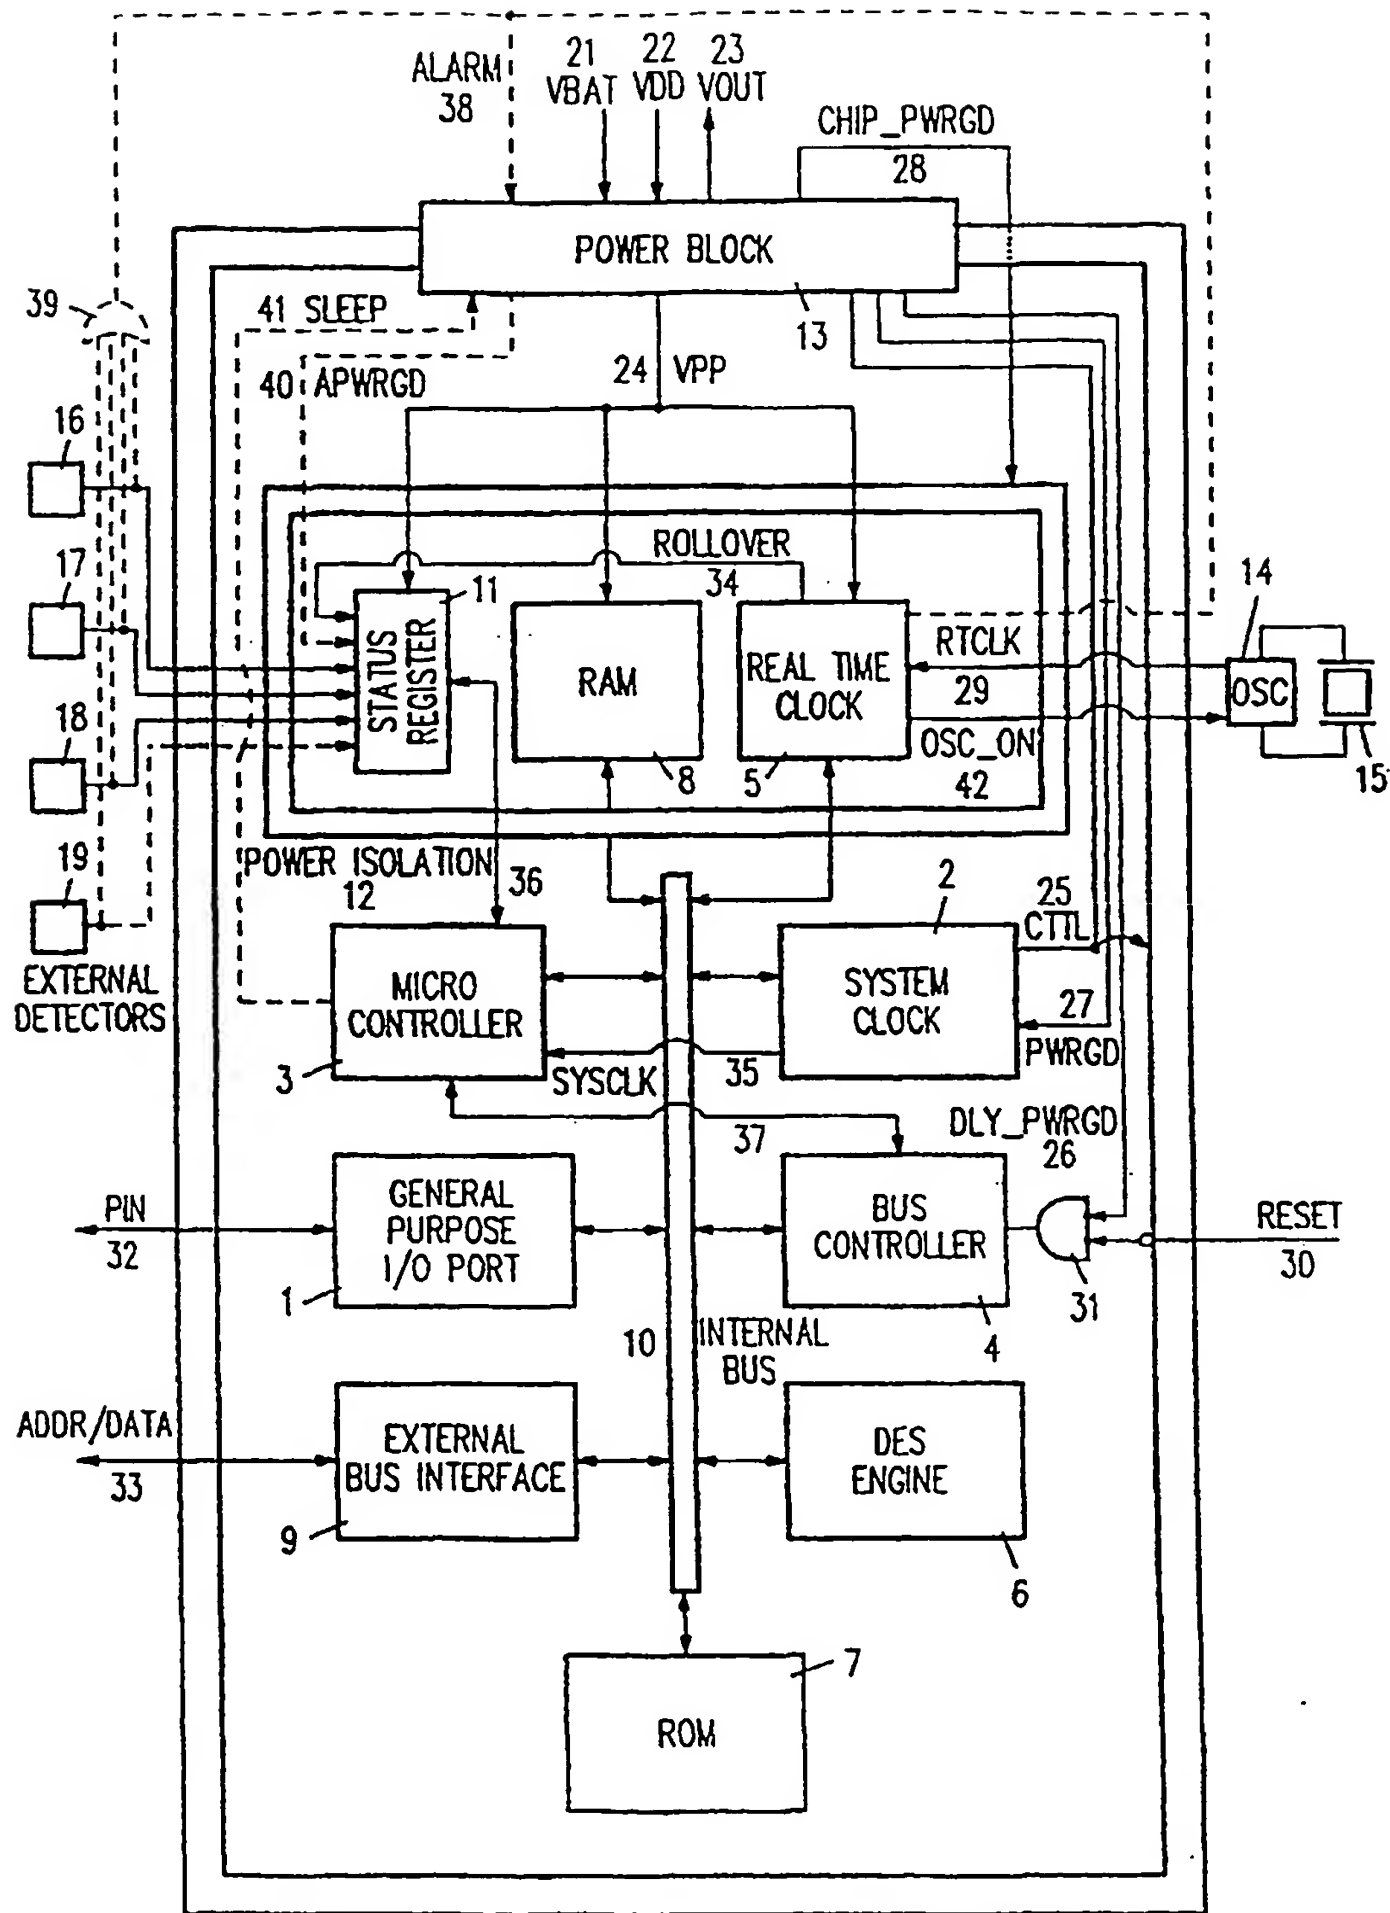 21
22
23
ALARM
VBAT
VDD
VOUT
38
CHIP_PWRGD
28
POWER BLOCK
39
41 SLEEP
13
40 APWRGD
24 VPP
16
ROLLOVER
17
11
34
14
STATUS
REGISTER
RAM
REAL TIME
CLOCK
RTCLK
29
OSC
18
8
5
OSC_ON
42
15
19
POWER ISOLATION
12
36
2
25
CTTL
EXTERNAL
DETECTORS
MICRO
CONTROLLER
SYSTEM
CLOCK
27
PWRGD
3
SYSCLK
35
37
DLY_PWRGD
26
PIN
32
GENERAL
PURPOSE
I/O PORT
BUS
CONTROLLER
RESET
30
1
31
10
INTERNAL
BUS
4
ADDR/DATA
33
EXTERNAL
BUS INTERFACE
DES
ENGINE
9
6
7
ROM